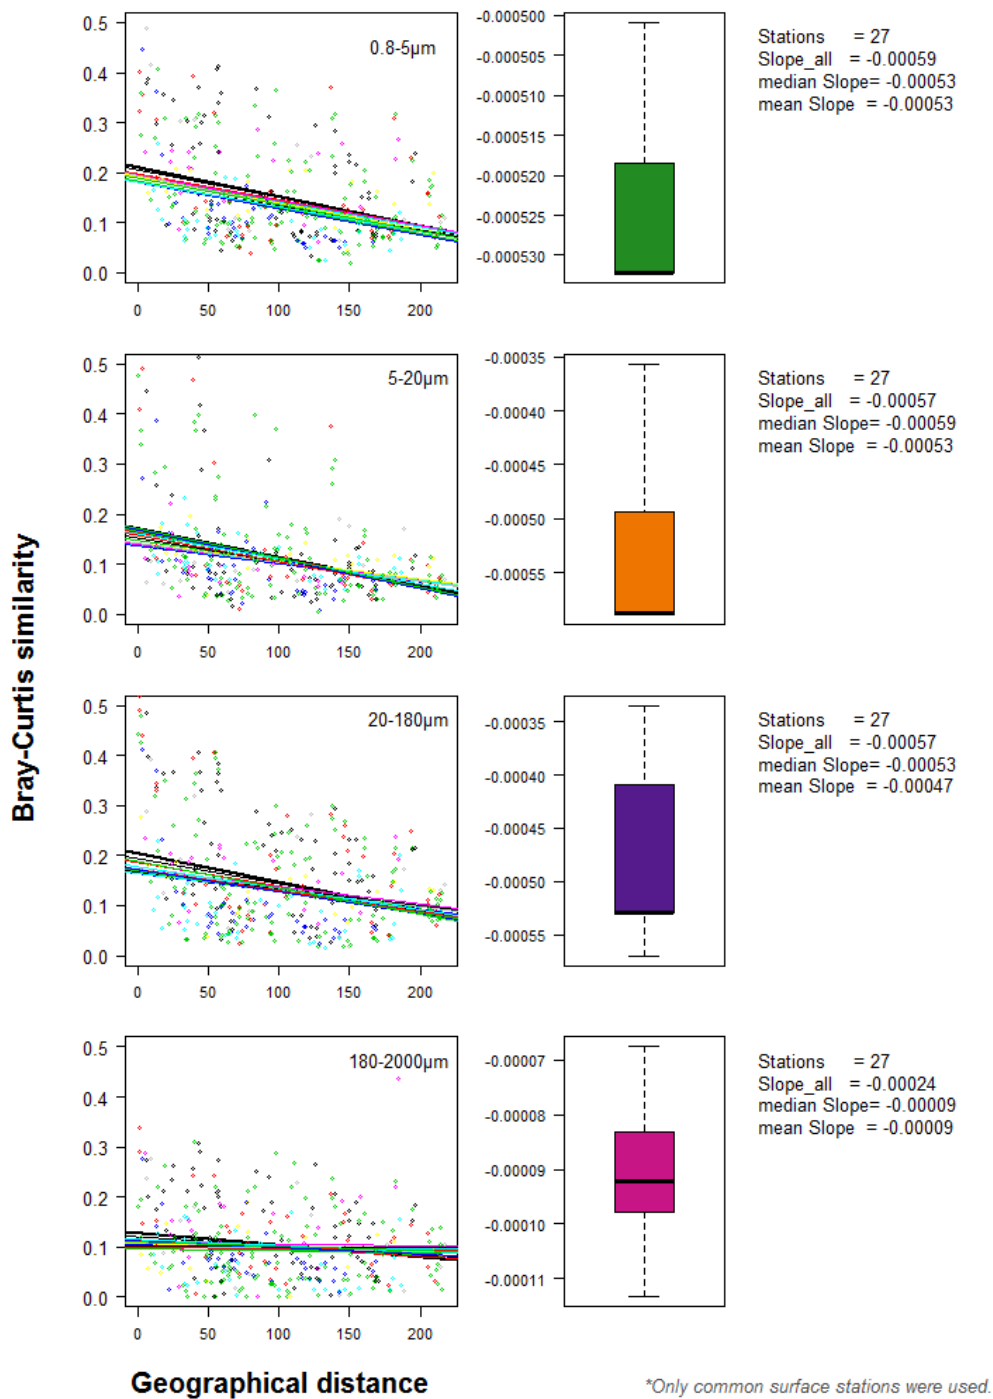 0.5
0.4
0.3
0.2
0.1
0.0
0.8-5µm
0 50 100 150 200
-0.000500
-0.000505
-0.000510
-0.000515
-0.000520
-0.000525
-0.000530
Stations = 27
Slope_all = -0.00059
median Slope= -0.00053
mean Slope = -0.00053
0.5
0.4
0.3
0.2
0.1
0.0
5-20µm
0 50 100 150 200
-0.00035
-0.00040
-0.00045
-0.00050
-0.00055
Stations = 27
Slope_all = -0.00057
median Slope= -0.00059
mean Slope = -0.00053
Bray-Curtis similarity
0.5
0.4
0.3
0.2
0.1
0.0
20-180µm
0 50 100 150 200
-0.00035
-0.00040
-0.00045
-0.00050
-0.00055
Stations = 27
Slope_all = -0.00057
median Slope= -0.00053
mean Slope = -0.00047
0.5
0.4
0.3
0.2
0.1
0.0
180-2000µm
0 50 100 150 200
-0.00007
-0.00008
-0.00009
-0.00010
-0.00011
Stations = 27
Slope_all = -0.00024
median Slope= -0.00009
mean Slope = -0.00009
Geographical distance
*Only common surface stations were used.